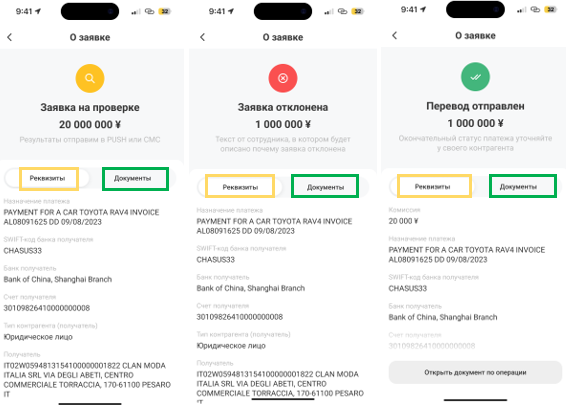 9:41
32
О заявке
Заявка на проверке
20 000 000 ¥
Результаты отправим в PUSH или СМС
Реквизиты
Документы
Назначение платежа
PAYMENT FOR A CAR TOYOTA RAV4 INVOICE
AL08091625 DD 09/08/2023
SWIFT-код банка получателя
CHASUS33
Банк получатель
Bank of China, Shanghai Branch
Счет получателя
30109826410000000008
Тип контрагента (получатель)
Юридическое лицо
Получатель
IT02W0594813154100000001822 CLAN MODA
ITALIA SRL VIA DEGLI ABETI, CENTRO
COMMERCIALE TORRACCIA, 170-61100 PESARO
IT
9:41
32
О заявке
Заявка отклонена
1 000 000 ¥
Текст от сотрудника, в котором будет
описано почему заявка отклонена
Реквизиты
Документы
Назначение платежа
PAYMENT FOR A CAR TOYOTA RAV4 INVOICE
AL08091625 DD 09/08/2023
SWIFT-код банка получателя
CHASUS33
Банк получатель
Bank of China, Shanghai Branch
Счет получателя
30109826410000000008
Тип контрагента (получатель)
Юридическое лицо
Получатель
IT02W0594813154100000001822 CLAN MODA
ITALIA SRL VIA DEGLI ABETI, CENTRO
COMMERCIALE TORRACCIA, 170-61100 PESARO
IT
9:41
32
О заявке
Перевод отправлен
1 000 000 ¥
Окончательный статус платежа уточняйте
у своего контрагента
Реквизиты
Документы
Комиссия
20 000 ¥
Назначение платежа
PAYMENT FOR A CAR TOYOTA RAV4 INVOICE
AL08091625 DD 09/08/2023
SWIFT-код банка получателя
CHASUS33
Банк получатель
Bank of China, Shanghai Branch
Счет получателя
30109826410000000008
Открыть документ по операции